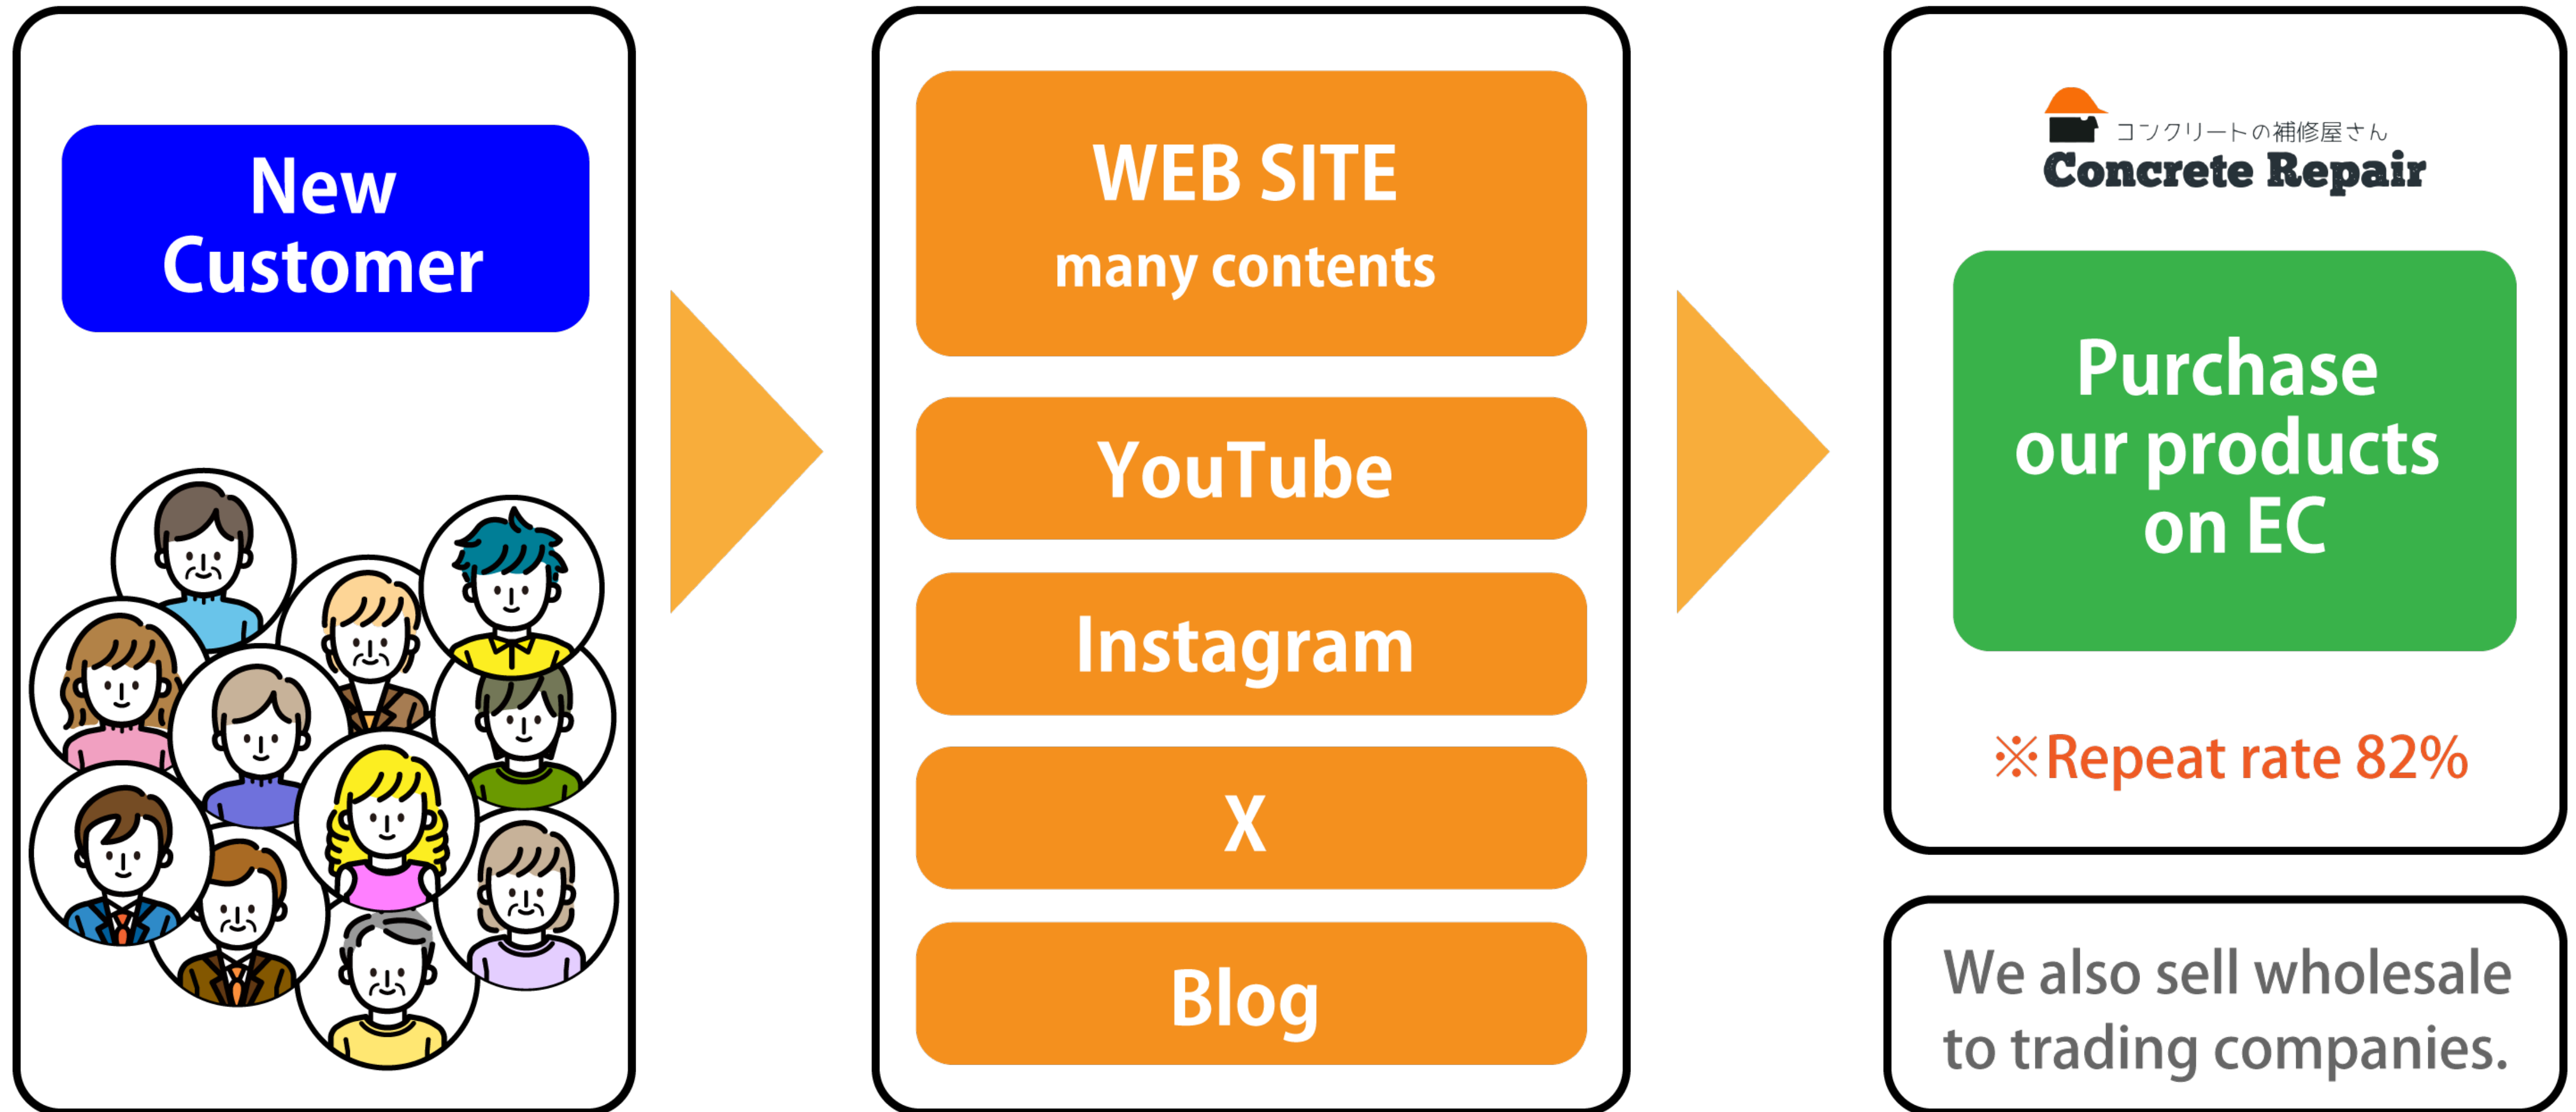 New
Customer
WEB SITE
many contents
YouTube
Instagram
X
Blog
コンクリートの補修屋さん
Concrete Repair
Purchase
our products
on EC
※Repeat rate 82%
We also sell wholesale
to trading companies.